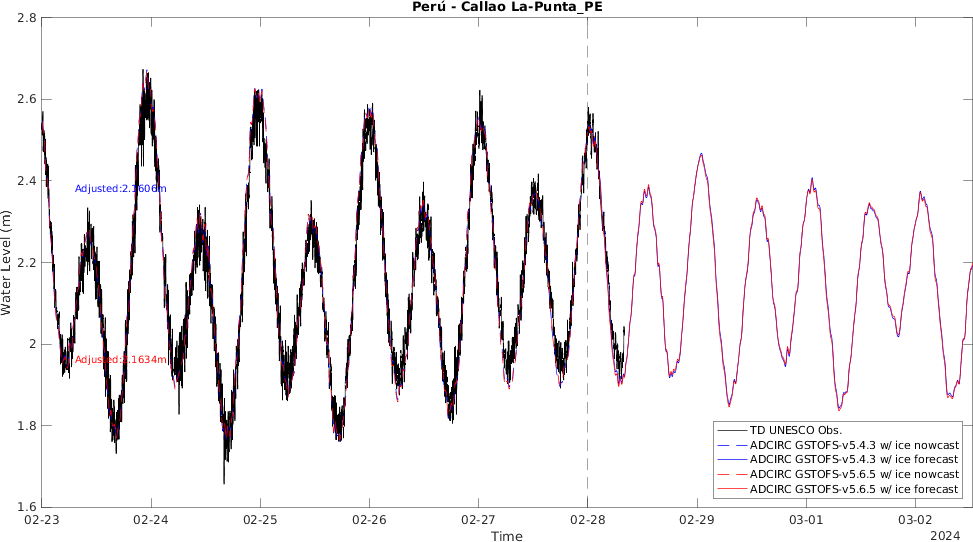 Perú - Callao La-Punta_PE
2.8
2.6
2.4
2.2
2
1.8
1.6
Water Level (m)
Adjusted:2.1606m
Adjusted:2.1634m
TD UNESCO Obs.
ADCIRC GSTOFS-v5.4.3 w/ ice nowcast
ADCIRC GSTOFS-v5.4.3 w/ ice forecast
ADCIRC GSTOFS-v5.6.5 w/ ice nowcast
ADCIRC GSTOFS-v5.6.5 w/ ice forecast
02-23 02-24 02-25 02-26 02-27 02-28 02-29 03-01 03-02
Time
2024